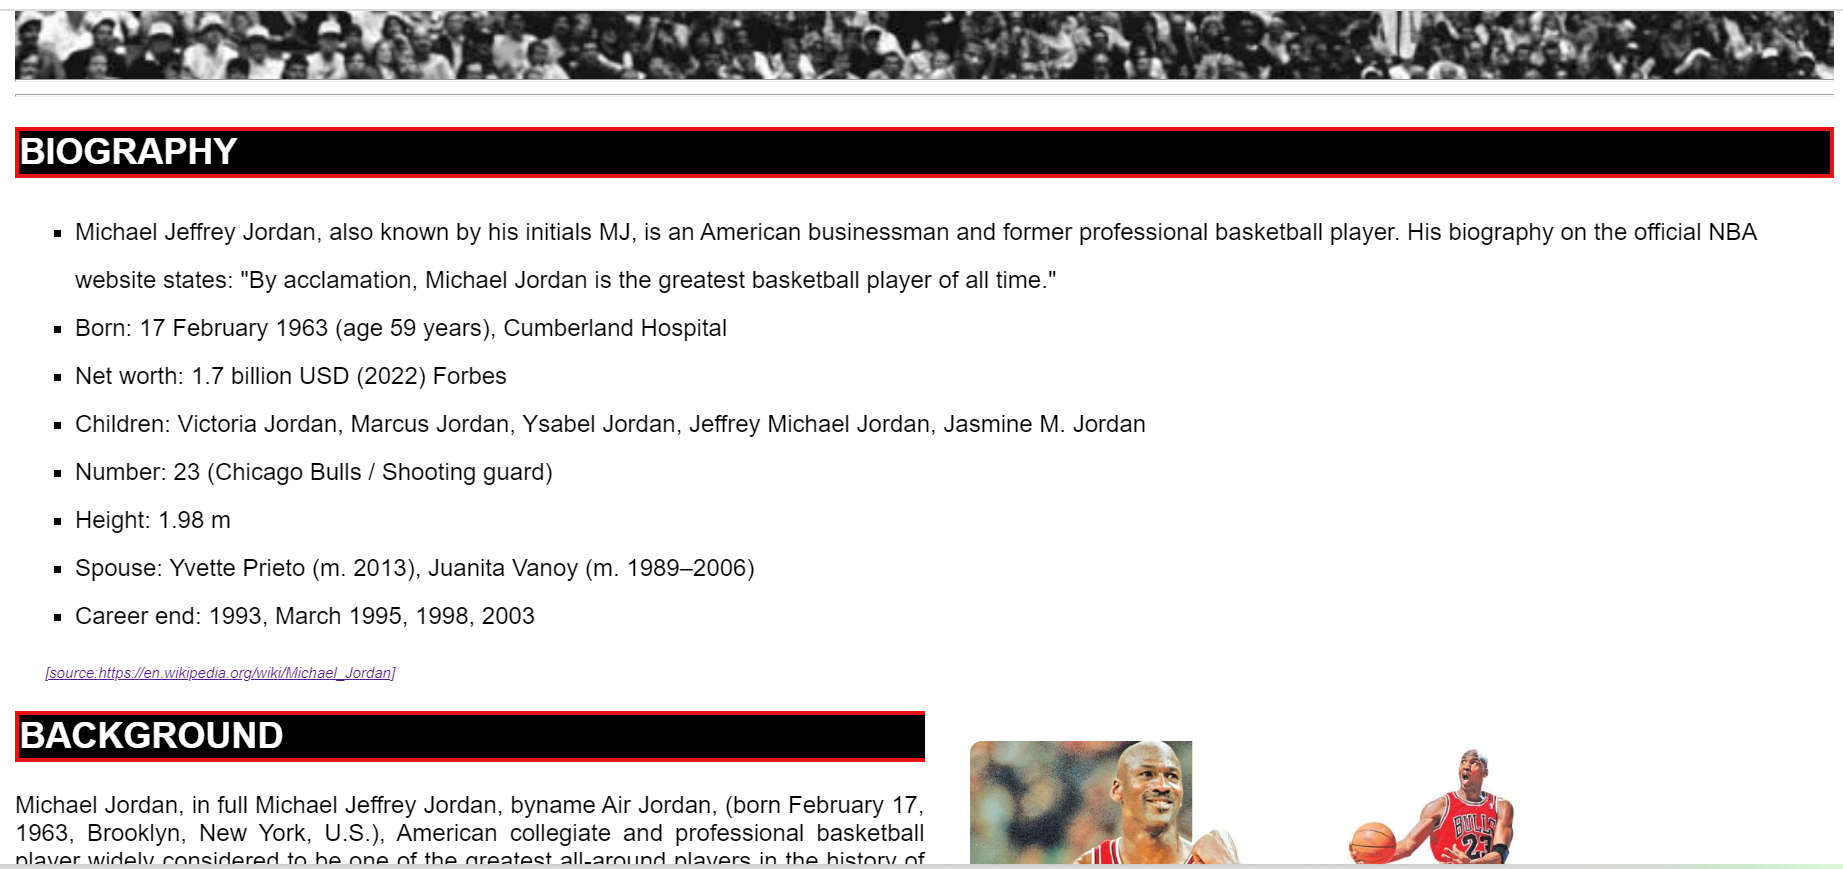 BIOGRAPHY
Michael Jeffrey Jordan, also known by his initials MJ, is an American businessman and former professional basketball player. His biography on the official NBA
website states: "By acclamation, Michael Jordan is the greatest basketball player of all time."
Born: 17 February 1963 (age 59 years), Cumberland Hospital
Net worth: 1.7 billion USD (2022) Forbes
Children: Victoria Jordan, Marcus Jordan, Ysabel Jordan, Jeffrey Michael Jordan, Jasmine M. Jordan
Number: 23 (Chicago Bulls / Shooting guard)
Height: 1.98 m
Spouse: Yvette Prieto (m. 2013), Juanita Vanoy (m. 1989–2006)
Career end: 1993, March 1995, 1998, 2003
[source:https://en.wikipedia.org/wiki/Michael_Jordan]
BACKGROUND
Michael Jordan, in full Michael Jeffrey Jordan, byname Air Jordan, (born February 17,
1963, Brooklyn, New York, U.S.), American collegiate and professional basketball
player widely considered to be one of the greatest all-around players in the history of
BULLS
23